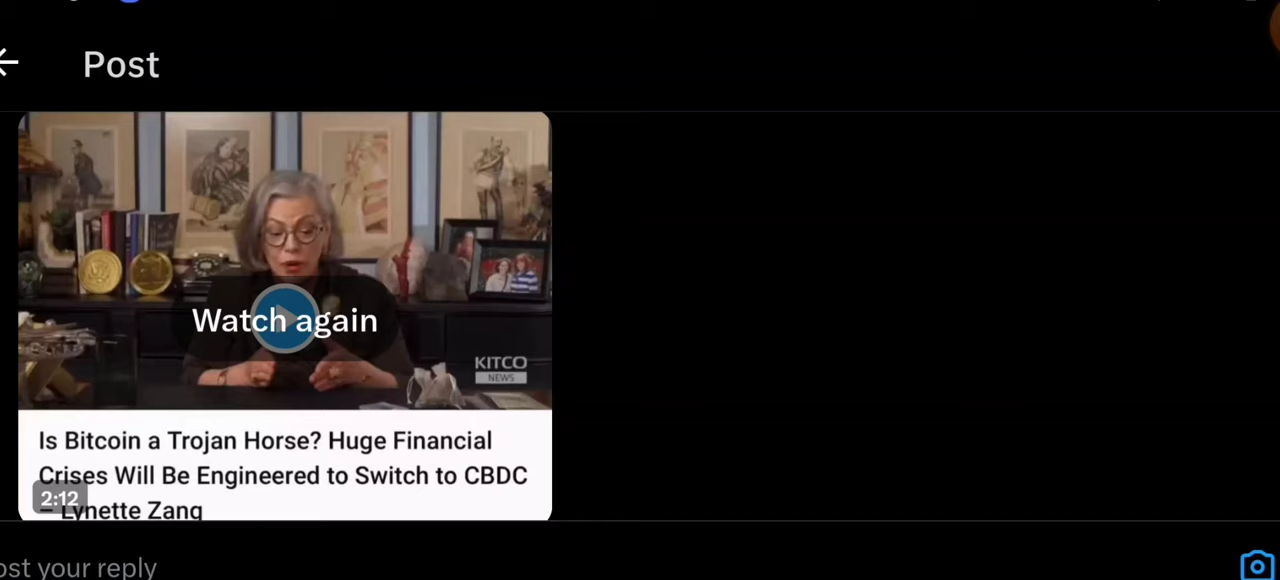 Post
Watch again
KITCO
NEWS
Is Bitcoin a Trojan Horse? Huge Financial
Crises Will Be Engineered to Switch to CBDC
2:12
– Lynette Zang
ost your reply